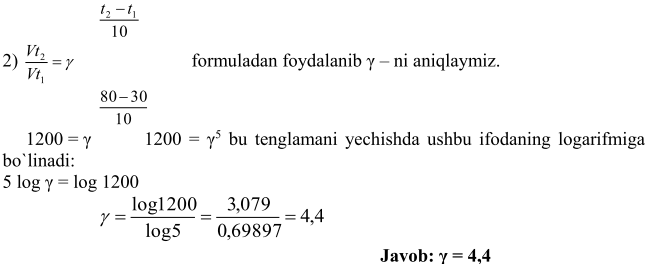 2) Vt₂/Vt₁ = γ^((t₂ – t₁)/10) formuladan foydalanib γ – ni aniqlaymiz.
1200 = γ^((80 – 30)/10) 1200 = γ⁵ bu tenglamani yechishda ushbu ifodaning logarifmiga
bo`linadi:
5 log γ = log 1200
γ = log1200/log5 = 3,079/0,69897 = 4,4
Javob: γ = 4,4